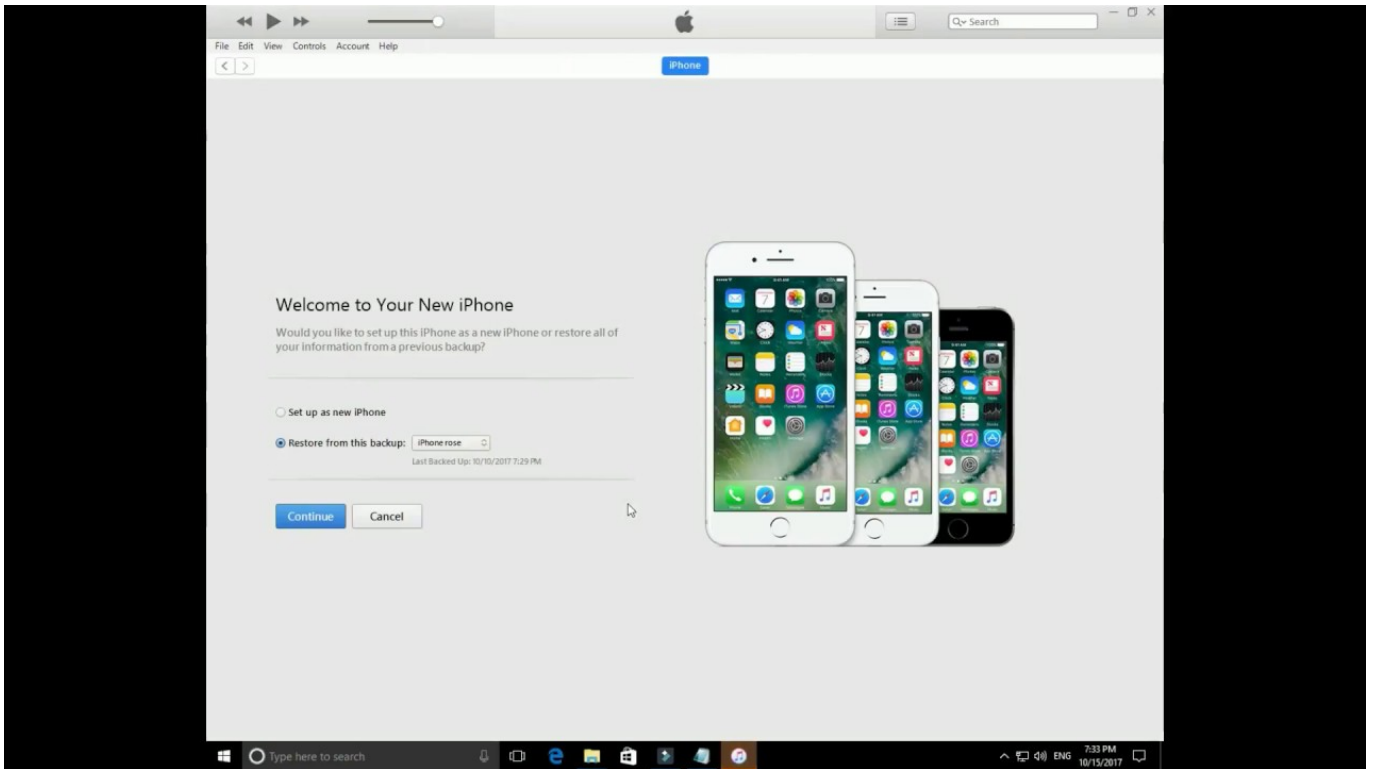 Search
File Edit View Controls Account Help
iPhone
Welcome to Your New iPhone
Would you like to set up this iPhone as a new iPhone or restore all of
your information from a previous backup?
Set up as new iPhone
Restore from this backup: iPhone rose
Last Backed Up: 10/10/2017 7:29 PM
Continue Cancel
Type here to search
ENG
7:33 PM
10/15/2017